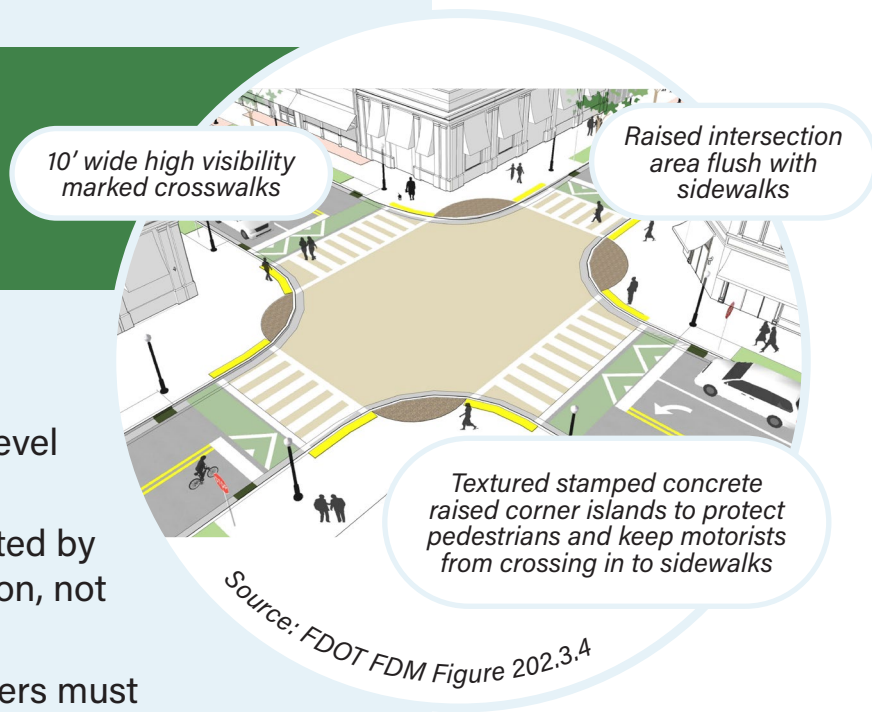 10' wide high visibility
marked crosswalks
Raised intersection
area flush with
sidewalks
Textured stamped concrete
raised corner islands to protect
pedestrians and keep motorists
from crossing in to sidewalks
Source: FDOT FDM Figure 202.3.4
evel
ted by
on, not
ers must